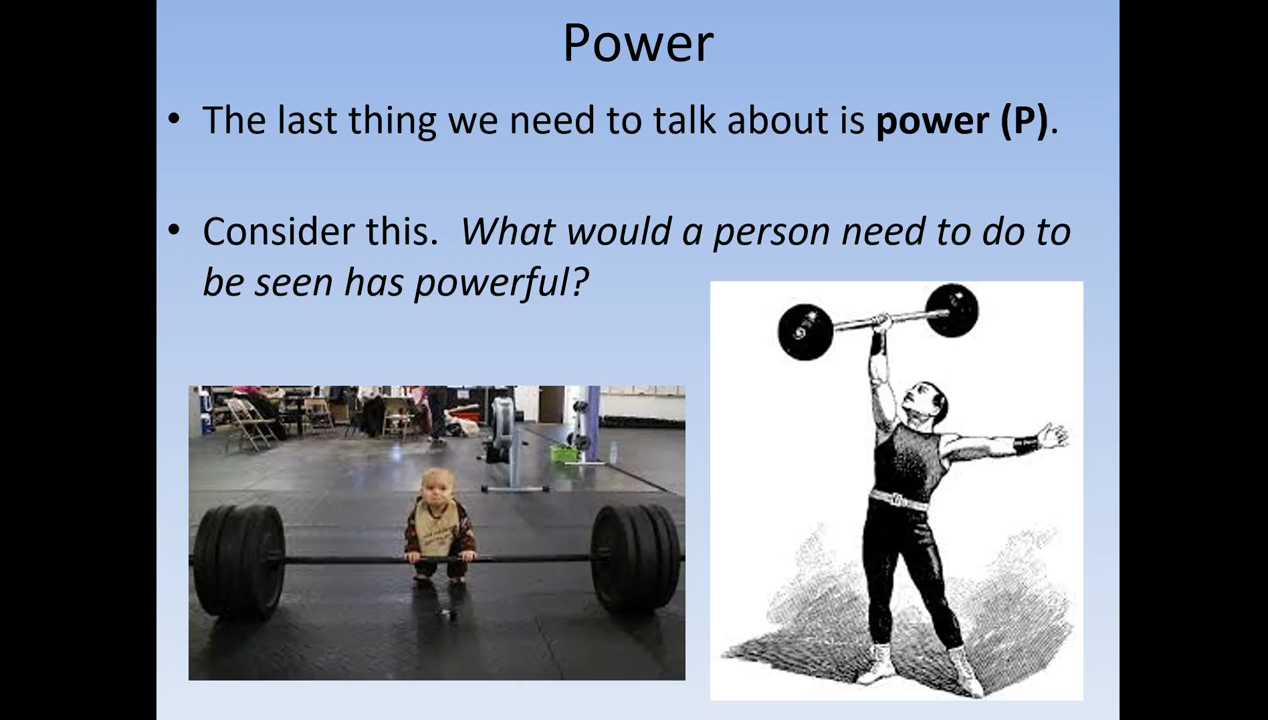 Power
• The last thing we need to talk about is power (P).
• Consider this. What would a person need to do to
be seen has powerful?